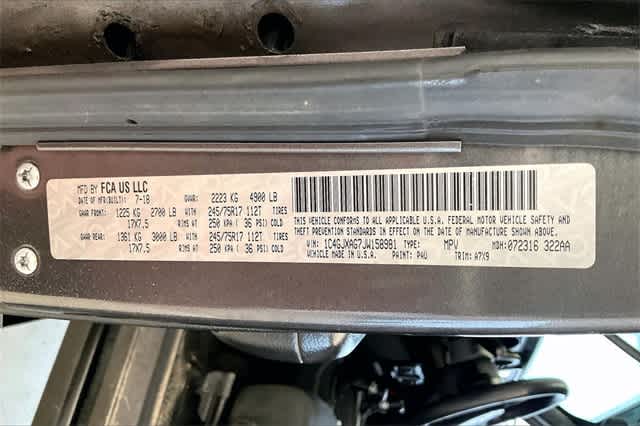 MFD BY FCA US LLC
DATE OF MFR(BUILT): 7-18 GVWR: 2223 KG 4900 LB
GAWR FRONT: 1225 KG 2700 LB WITH 245/75R17 112T TIRES
17X7.5 RIMS AT 250 KPA ( 36 PSI) COLD
GAWR REAR: 1361 KG 3000 LB WITH 245/75R17 112T TIRES
17X7.5 RIMS AT 250 KPA ( 36 PSI) COLD
THIS VEHICLE CONFORMS TO ALL APPLICABLE U.S.A. FEDERAL MOTOR VEHICLE SAFETY AND
THEFT PREVENTION STANDARDS IN EFFECT ON THE DATE OF MANUFACTURE SHOWN ABOVE.
VIN: 1C4GJXAG7JW158981 TYPE: MPV MDH: 072316 322AA
VEHICLE MADE IN U.S.A. PAINT: PAU TRIM: A7X9